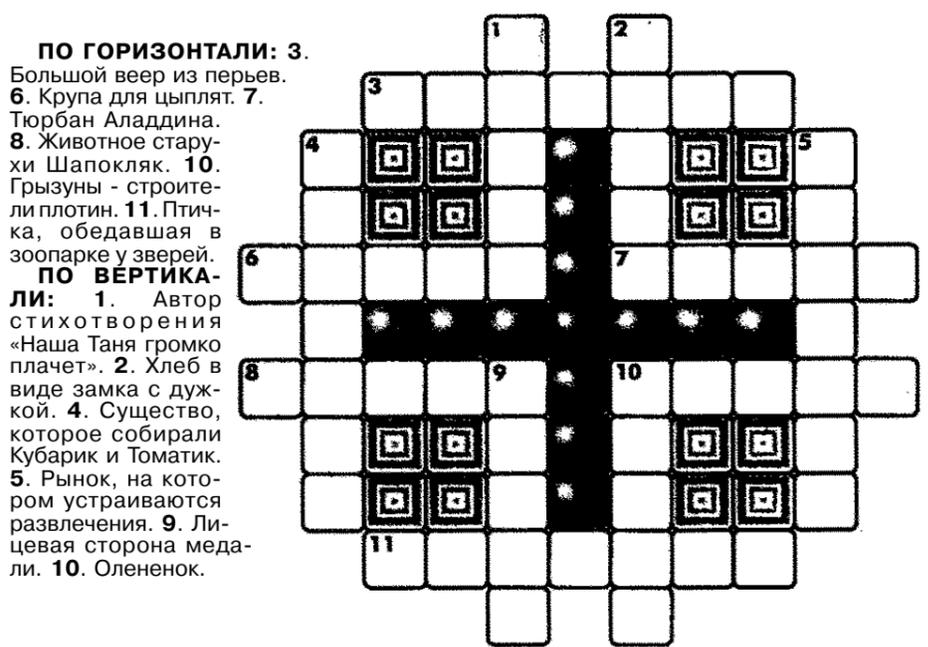 ПО ГОРИЗОНТАЛИ: 3.
Большой веер из перьев.
6. Крупа для цыплят. 7.
Тюрбан Аладдина.
8. Животное стару-
хи Шапокляк. 10.
Грызуны - строите-
ли плотин. 11. Птич-
ка, обедавшая в
зоопарке у зверей.
ПО ВЕРТИКА-
ЛИ: 1. Автор
стихотворения
«Наша Таня громко
плачет». 2. Хлеб в
виде замка с дуж-
кой. 4. Существо,
которое собирали
Кубарик и Томатик.
5. Рынок, на кото-
ром устраиваются
развлечения. 9. Ли-
цевая сторона меда-
ли. 10. Олененок.
1 2
3
4 5
6 7
8 9 10
11